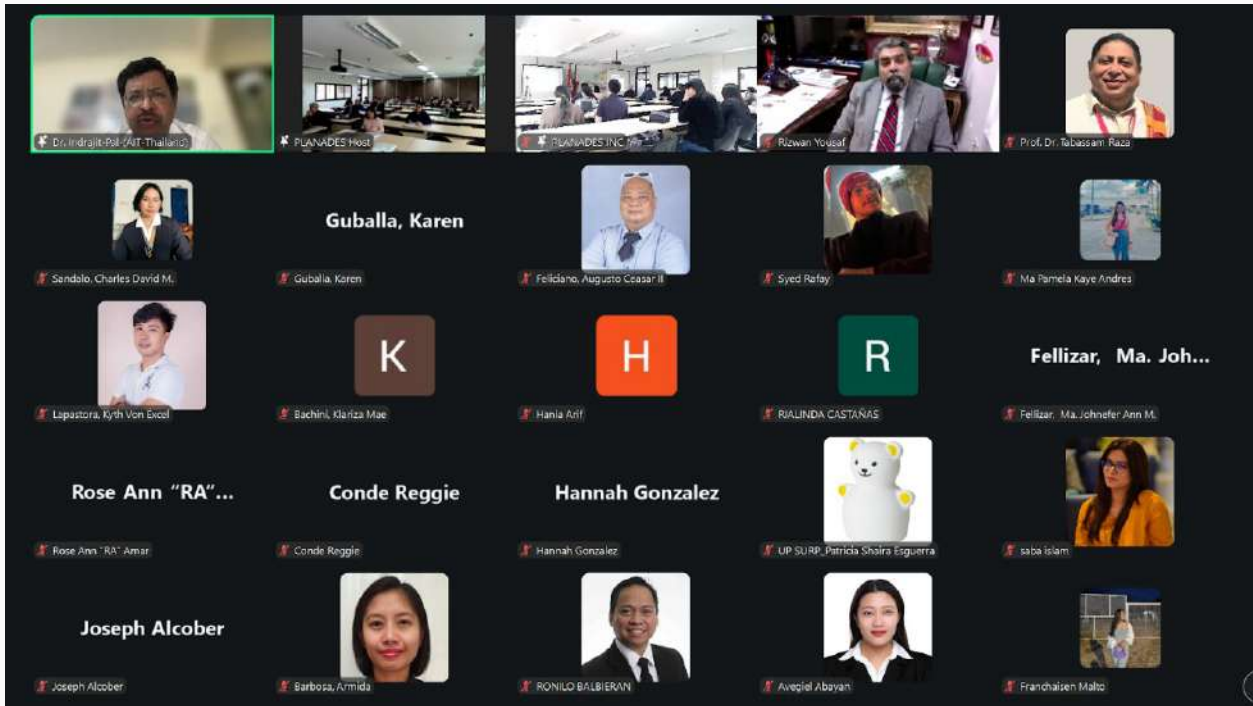 Dr. Indrajit-Pal-(AIT-Thailand)
PLANADES Host
PLANADES INC
Rizwan Yousaf
Prof. Dr. Tabassam Raza
Guballa, Karen
Sandalo, Charles David M.
Guballa, Karen
Feliciano, Augusto Ceasar II
Syed Rafay
Ma Pamela Kaye Andres
K
H
R
Fellizar, Ma. Joh...
Lapastora, Kyth Von Excel
Bachini, Klariza Mae
Hania Arif
RIALINDA CASTAÑAS
Fellizar, Ma. Johnefer Ann M.
Rose Ann “RA”...
Conde Reggie
Hannah Gonzalez
Rose Ann "RA" Amar
Conde Reggie
Hannah Gonzalez
UP SURP_Patricia Shaira Esguerra
saba islam
Joseph Alcober
Joseph Alcober
Barbosa, Armida
RONILO BALBIERAN
Avegiel Abayan
Franchaisen Malto